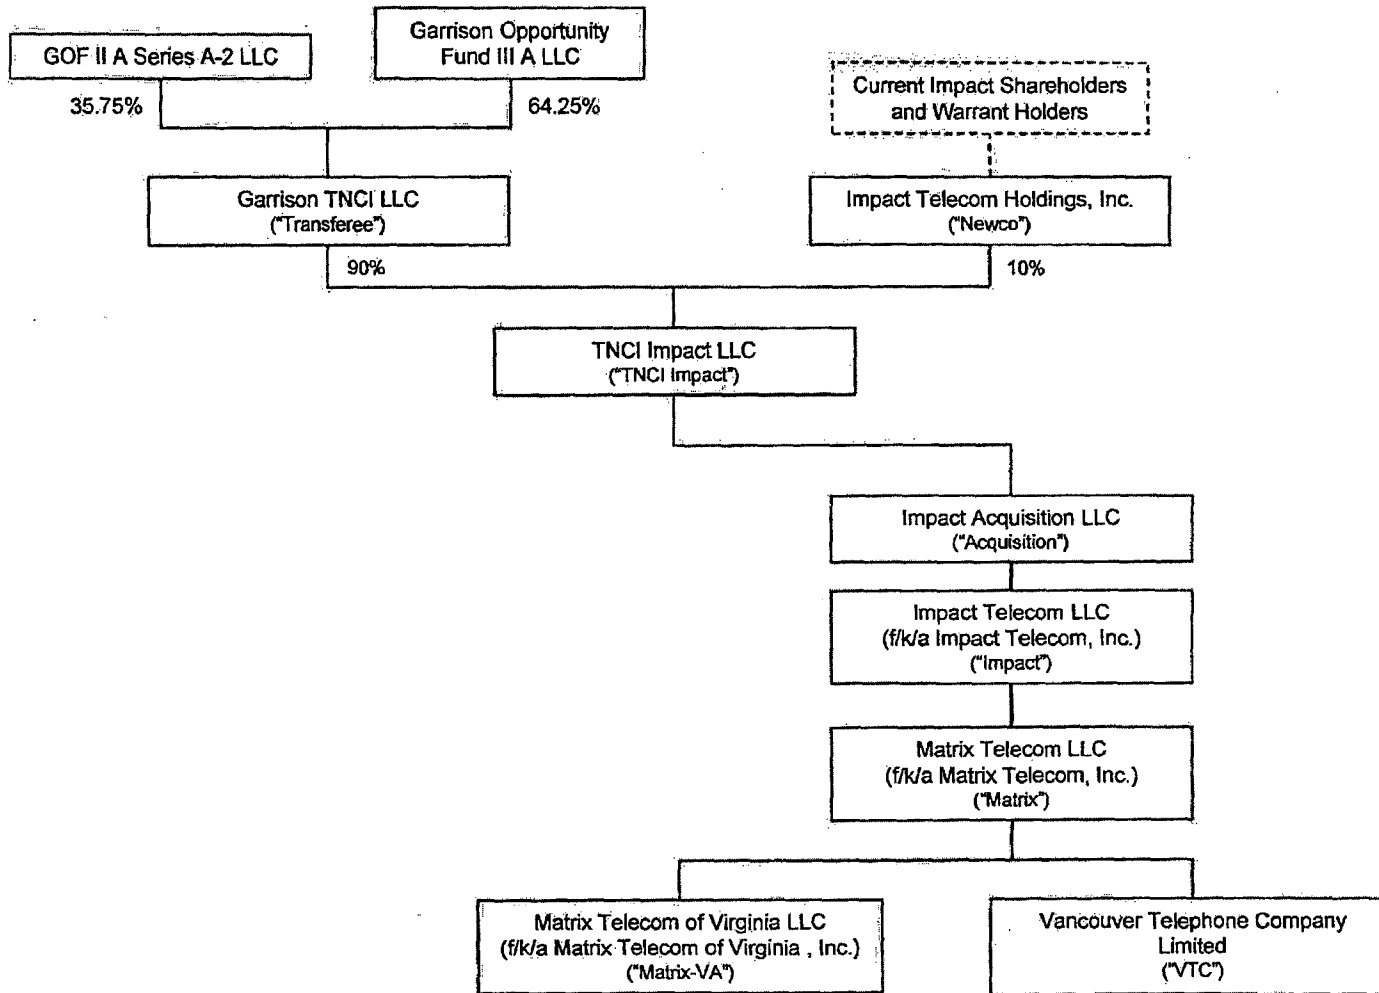 GOF II A Series A-2 LLC
Garrison Opportunity
Fund III A LLC
35.75%
64.25%
Current Impact Shareholders
and Warrant Holders
Garrison TNCI LLC
("Transferee")
Impact Telecom Holdings, Inc.
("Newco")
90%
10%
TNCI Impact LLC
("TNCI Impact")
Impact Acquisition LLC
("Acquisition")
Impact Telecom LLC
(f/k/a Impact Telecom, Inc.)
("Impact")
Matrix Telecom LLC
(f/k/a Matrix Telecom, Inc.)
("Matrix")
Matrix Telecom of Virginia LLC
(f/k/a Matrix Telecom of Virginia , Inc.)
("Matrix-VA")
Vancouver Telephone Company
Limited
("VTC")